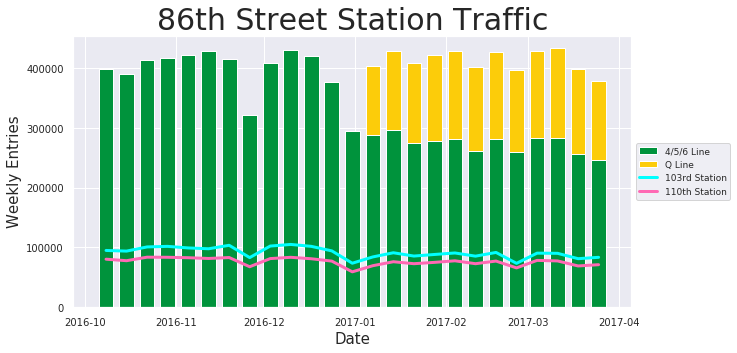 86th Street Station Traffic
Weekly Entries
400000
300000
200000
100000
0
2016-10 2016-11 2016-12 2017-01 2017-02 2017-03 2017-04
Date
4/5/6 Line
Q Line
103rd Station
110th Station